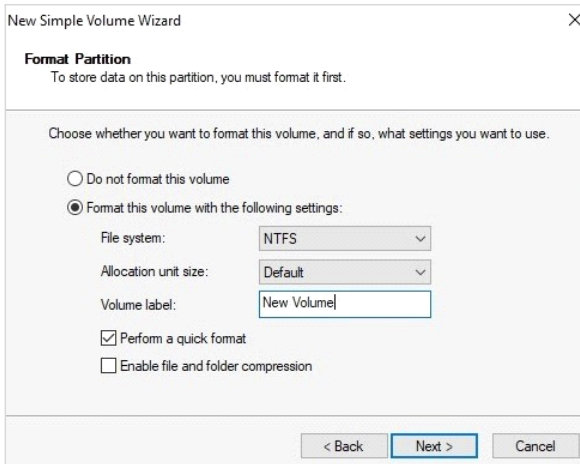 New Simple Volume Wizard
Format Partition
To store data on this partition, you must format it first.
Choose whether you want to format this volume, and if so, what settings you want to use.
Do not format this volume
Format this volume with the following settings:
File system: NTFS
Allocation unit size: Default
Volume label: New Volume
Perform a quick format
Enable file and folder compression
< Back Next > Cancel